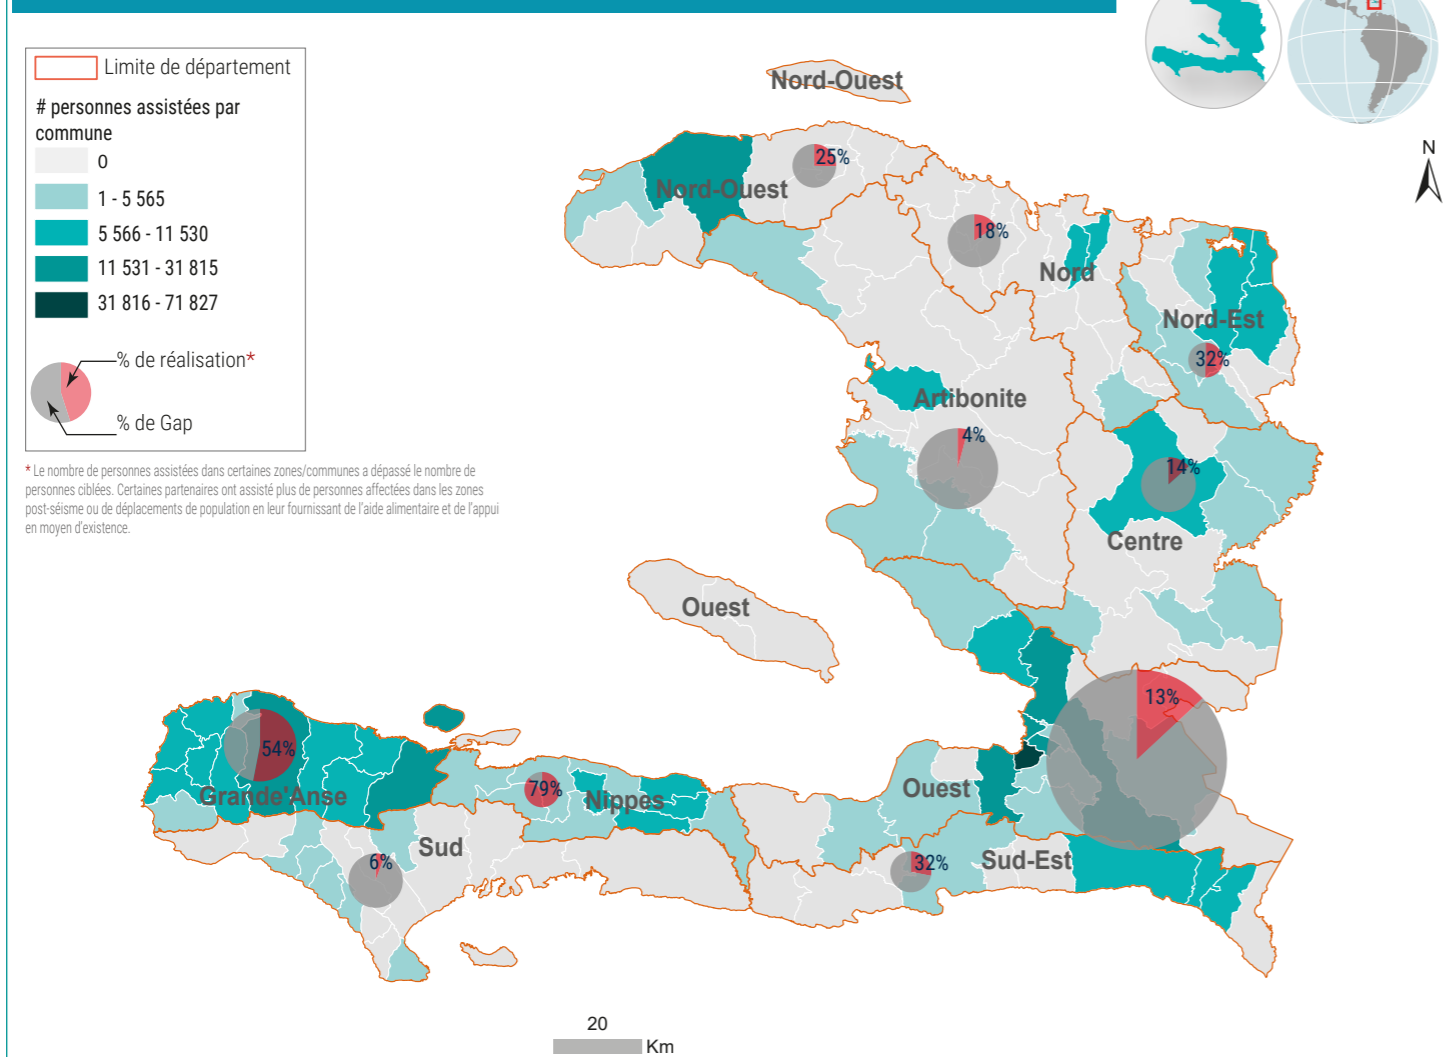 Limite de département
# personnes assistées par
commune
0
1 - 5 565
5 566 - 11 530
11 531 - 31 815
31 816 - 71 827
% de réalisation*
% de Gap
* Le nombre de personnes assistées dans certaines zones/communes a dépassé le nombre de
personnes ciblées. Certaines partenaires ont assisté plus de personnes affectées dans les zones
post-séisme ou de déplacements de population en leur fournissant de l'aide alimentaire et de l'appui
en moyen d'existence.
N
Nord-Ouest
25%
Nord-Ouest
18%
Nord
Nord-Est
32%
Artibonite
4%
14%
Centre
Ouest
13%
54%
Grande'Anse
79%
Nippes
Ouest
Sud
6%
32%
Sud-Est
20
Km